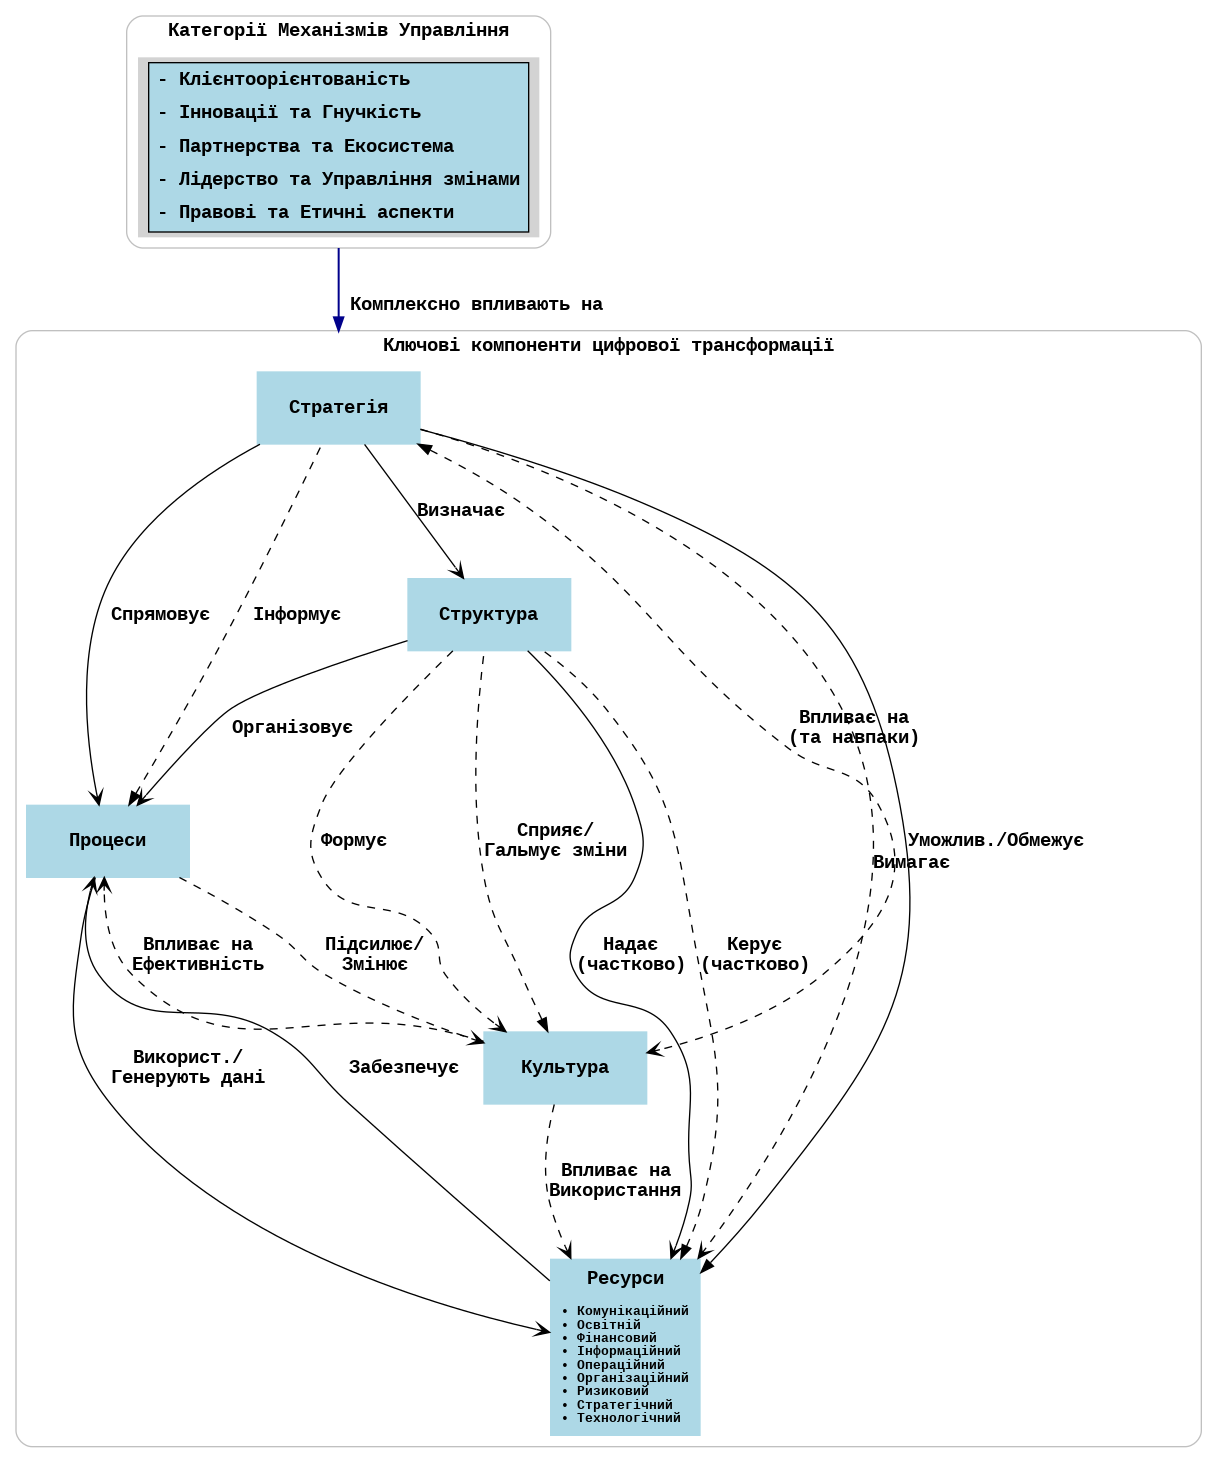 Категорії Механізмів Управління
- Клієнтоорієнтованість
- Інновації та Гнучкість
- Партнерства та Екосистема
- Лідерство та Управління змінами
- Правові та Етичні аспекти
Комплексно впливають на
Ключові компоненти цифрової трансформації
Стратегія
Визначає
Структура
Спрямовує
Інформує
Організовує
Впливає на
(та навпаки)
Процеси
Формує
Сприяє/
Гальмує зміни
Уможлив./Обмежує
Вимагає
Впливає на
Ефективність
Підсилює/
Змінює
Надає
(частково)
Керує
(частково)
Використ./
Генерують дані
Забезпечує
Культура
Впливає на
Використання
Ресурси
• Комунікаційний
• Освітній
• Фінансовий
• Інформаційний
• Операційний
• Організаційний
• Ризиковий
• Стратегічний
• Технологічний